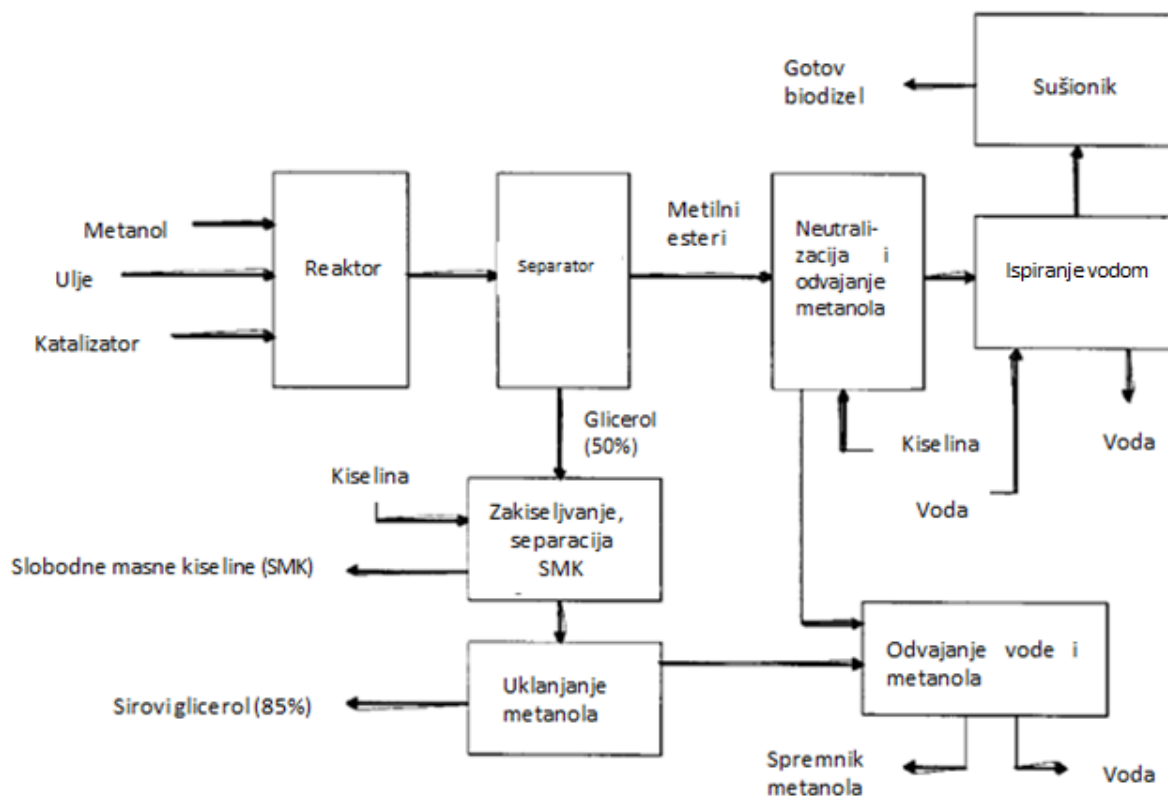 Gotov
biodizel
Sušionik
Metanol
Ulje
Katalizator
Reaktor
Separator
Metilni
esteri
Neutrali-
zacija i
odvajanje
metanola
Ispiranje vodom
Glicerol
(50%)
Kiselina
Voda
Voda
Kiselina
Zakiseljvanje,
separacija
SMK
Slobodne masne kiseline (SMK)
Uklanjanje
metanola
Sirovi glicerol (85%)
Odvajanje vode i
metanola
Spremnik
metanola
Voda